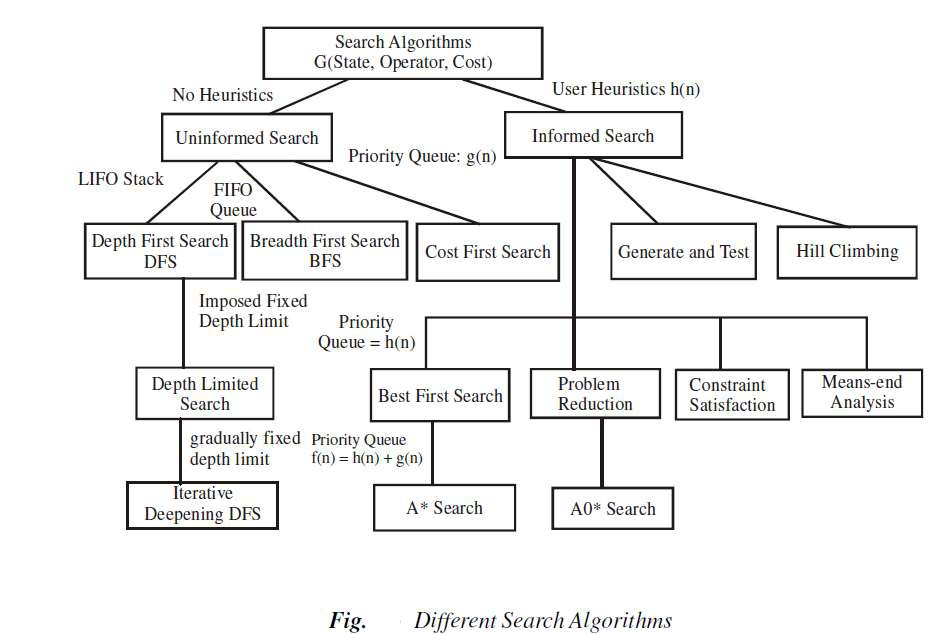 Search Algorithms
G(State, Operator, Cost)
No Heuristics
User Heuristics h(n)
Uninformed Search
Informed Search
Priority Queue: g(n)
LIFO Stack
FIFO
Queue
Depth First Search
DFS
Breadth First Search
BFS
Cost First Search
Generate and Test
Hill Climbing
Imposed Fixed
Depth Limit
Priority
Queue = h(n)
Depth Limited
Search
Best First Search
Problem
Reduction
Constraint
Satisfaction
Means-end
Analysis
gradually fixed
depth limit
Priority Queue
f(n) = h(n) + g(n)
Iterative
Deepening DFS
A* Search
A0* Search
Fig. Different Search Algorithms